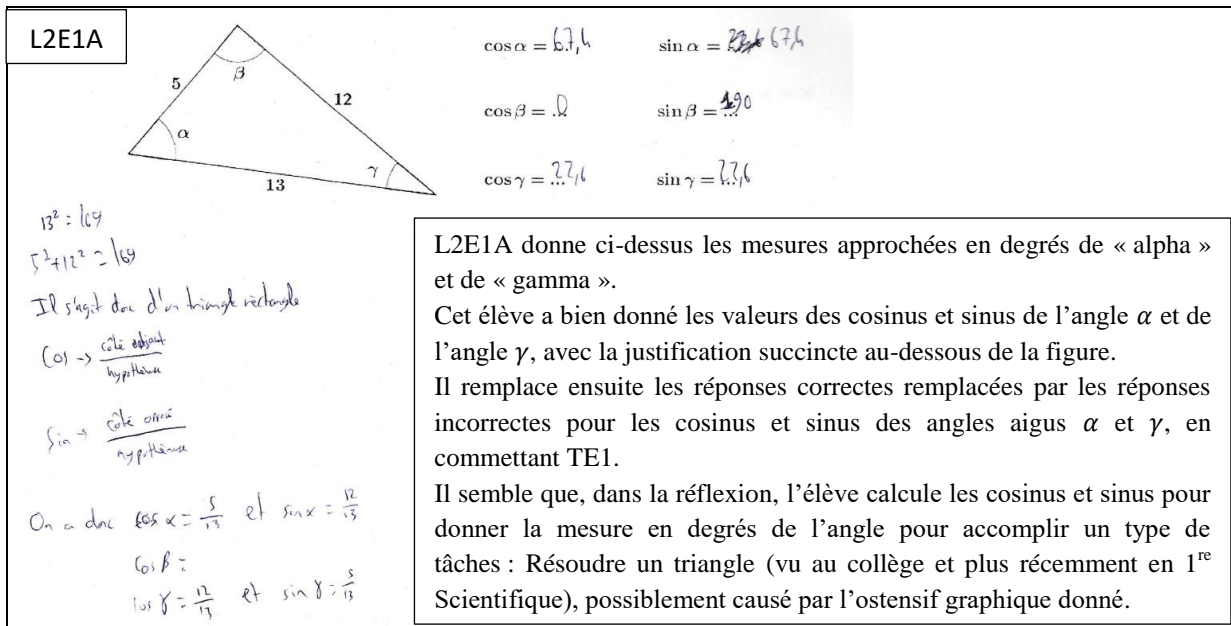 L2E1A
5
β
12
α
13
γ
cos α = 67,4 sin α = 67,4
cos β = 0 sin β = 90
cos γ = 22,6 sin γ = 22,6
13² = 169
5²+12² = 169
Il s'agit donc d'un triangle rectangle
Cos → côté adjacent
hypothénuse
Sin → côté opposé
hypothénuse
On a donc cos α = 5/13 et sin α = 12/13
Cos β =
cos γ = 12/13 et sin γ = 5/13
L2E1A donne ci-dessus les mesures approchées en degrés de « alpha »
et de « gamma ».
Cet élève a bien donné les valeurs des cosinus et sinus de l'angle α et de
l'angle γ, avec la justification succincte au-dessous de la figure.
Il remplace ensuite les réponses correctes remplacées par les réponses
incorrectes pour les cosinus et sinus des angles aigus α et γ, en
commettant TE1.
Il semble que, dans la réflexion, l'élève calcule les cosinus et sinus pour
donner la mesure en degrés de l'angle pour accomplir un type de
tâches : Résoudre un triangle (vu au collège et plus récemment en 1re
Scientifique), possiblement causé par l'ostensif graphique donné.